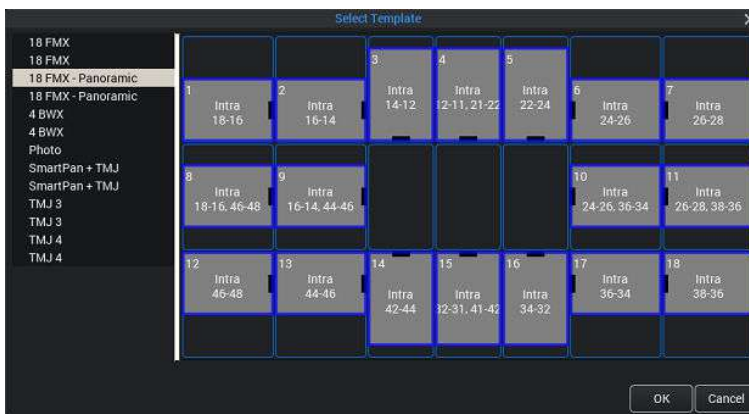 Select Template
18 FMX
18 FMX
18 FMX - Panoramic
18 FMX - Panoramic
4 BWX
4 BWX
Photo
SmartPan + TMJ
SmartPan + TMJ
TMJ 3
TMJ 3
TMJ 4
TMJ 4
1
Intra
18-16
2
Intra
16-14
3
Intra
14-12
4
Intra
12-11, 21-22
5
Intra
22-24
6
Intra
24-26
7
Intra
26-28
8
Intra
18-16, 46-48
9
Intra
16-14, 44-46
10
Intra
24-26, 36-34
11
Intra
26-28, 38-36
12
Intra
46-48
13
Intra
44-46
14
Intra
42-44
15
Intra
32-31, 41-42
16
Intra
34-32
17
Intra
36-34
18
Intra
38-36
OK
Cancel